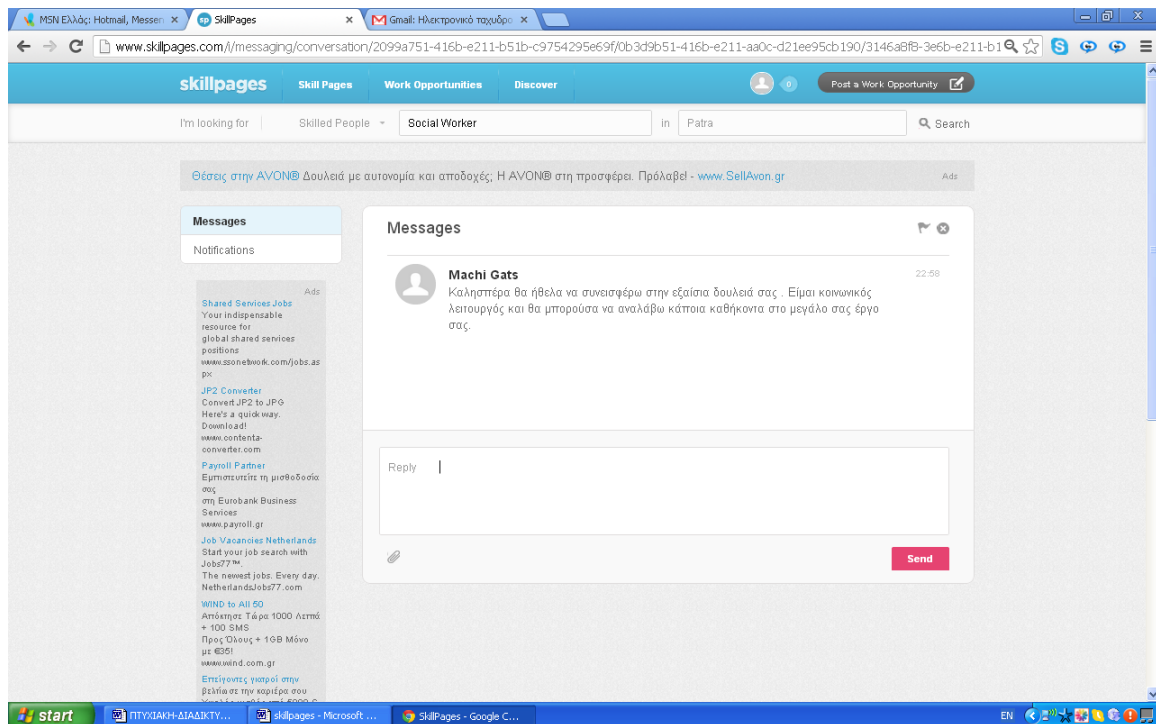 MSN Ελλάς: Hotmail, Messen
SkillPages
Gmail: Ηλεκτρονικό ταχυδρο
www.skillpages.com/i/messaging/conversation/2099a751-416b-e211-b51b-c9754295e69f/0b3d9b51-416b-e211-aa0c-d21ee95cb190/3146a8f8-3e6b-e211-b1
skillpages Skill Pages Work Opportunities Discover 0 Post a Work Opportunity
I'm looking for Skilled People Social Worker in Patra Search
Θέσεις στην AVON® Δουλειά με αυτονομία και αποδοχές; Η AVON® στη προσφέρει. Πρόλαβε! - www.SellAvon.gr Ads
Messages
Notifications
Ads
Shared Services Jobs
Your indispensable
resource for
global shared services
positions
www.ssonetwork.com/jobs.as
px
JP2 Converter
Convert JP2 to JPG
Here's a quick way.
Download!
www.contenta-
converter.com
Payroll Partner
Εμπιστευτείτε τη μισθοδοσία
σας
στη Eurobank Business
Services
www.payroll.gr
Job Vacancies Netherlands
Start your job search with
Jobs77™.
The newest jobs. Every day.
NetherlandsJobs77.com
WIND to All 50
Απόκτησε Τώρα 1000 Λεπτά
+ 100 SMS
Προς Όλους + 1GB Μόνο
με €35!
www.wind.com.gr
Επείγοντες γιατροί στην
βελτίωσε την καριέρα σου
Messages
Machi Gats 22:58
Καλησπέρα θα ήθελα να συνεισφέρω στην εξαίσια δουλειά σας . Είμαι κοινωνικός
λειτουργός και θα μπορούσα να αναλάβω κάποια καθήκοντα στο μεγάλο σας έργο
σας.
Reply
Send
start ΠΤΥΧΙΑΚΗ-ΔΙΑΔΙΚΤΥ... skillpages - Microsoft ... SkillPages - Google C... EN